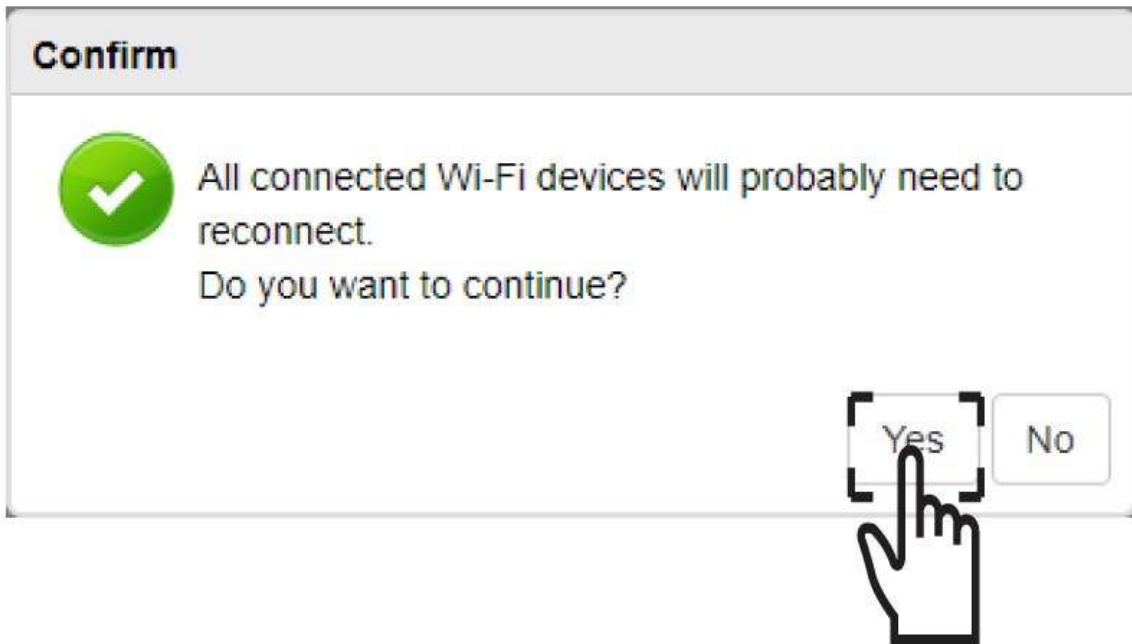 Confirm
All connected Wi-Fi devices will probably need to
reconnect.
Do you want to continue?
Yes
No